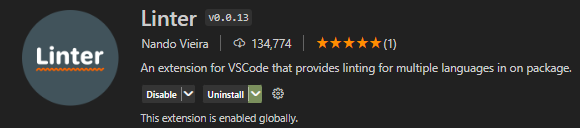 Linter v0.0.13
Nando Vieira 134,774 (1)
Linter
An extension for VSCode that provides linting for multiple languages in on package.
Disable Uninstall
This extension is enabled globally.